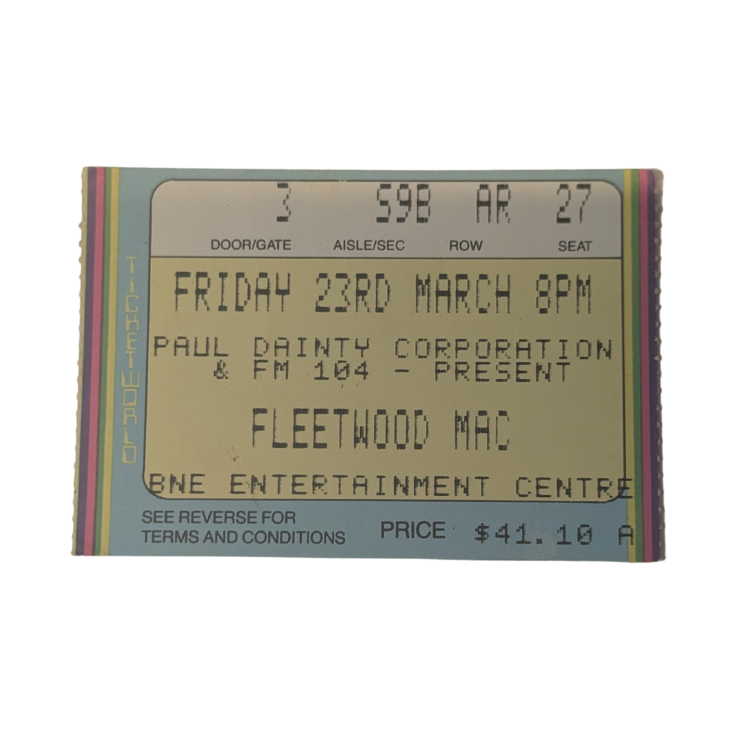 3 59B AR 27
DOOR/GATE AISLE/SEC ROW SEAT
FRIDAY 23RD MARCH 8PM
PAUL DAINTY CORPORATION
& FM 104 - PRESENT
FLEETWOOD MAC
BNE ENTERTAINMENT CENTRE
SEE REVERSE FOR
TERMS AND CONDITIONS
PRICE $41.10 A
TICKETWORLD